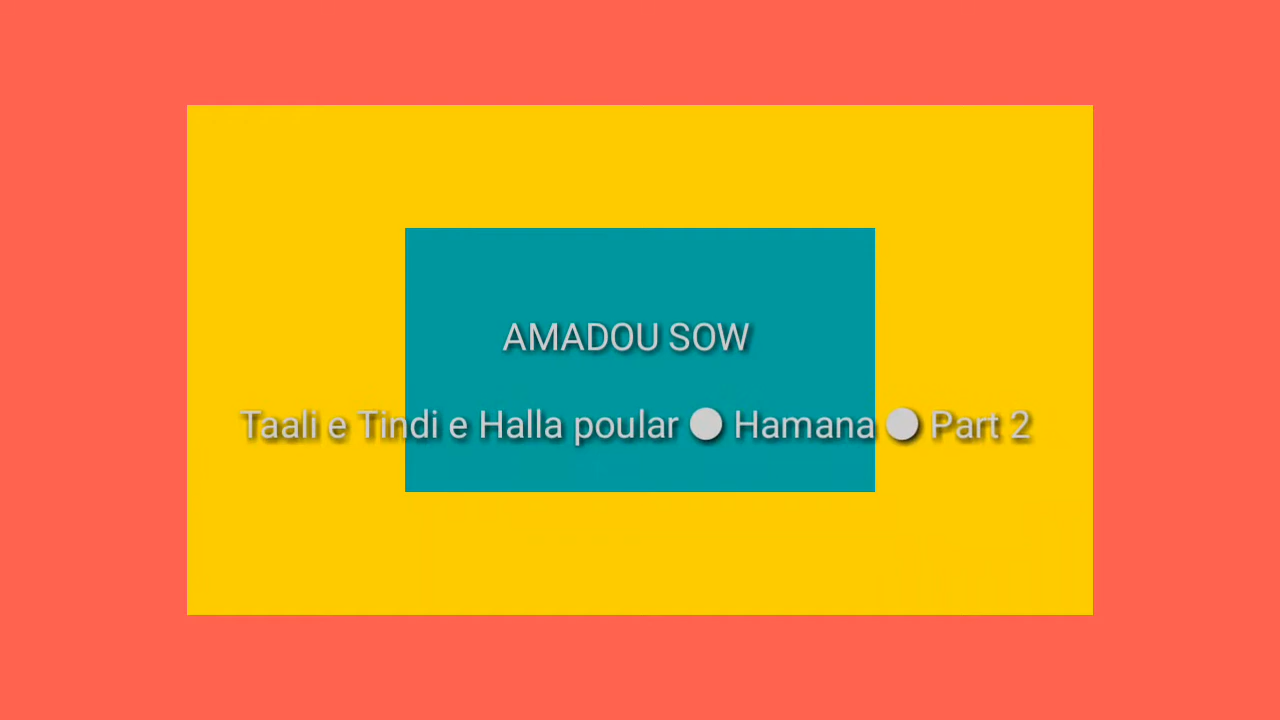 AMADOU SOW
Taali e Tindi e Halla poular ● Hamana ● Part 2